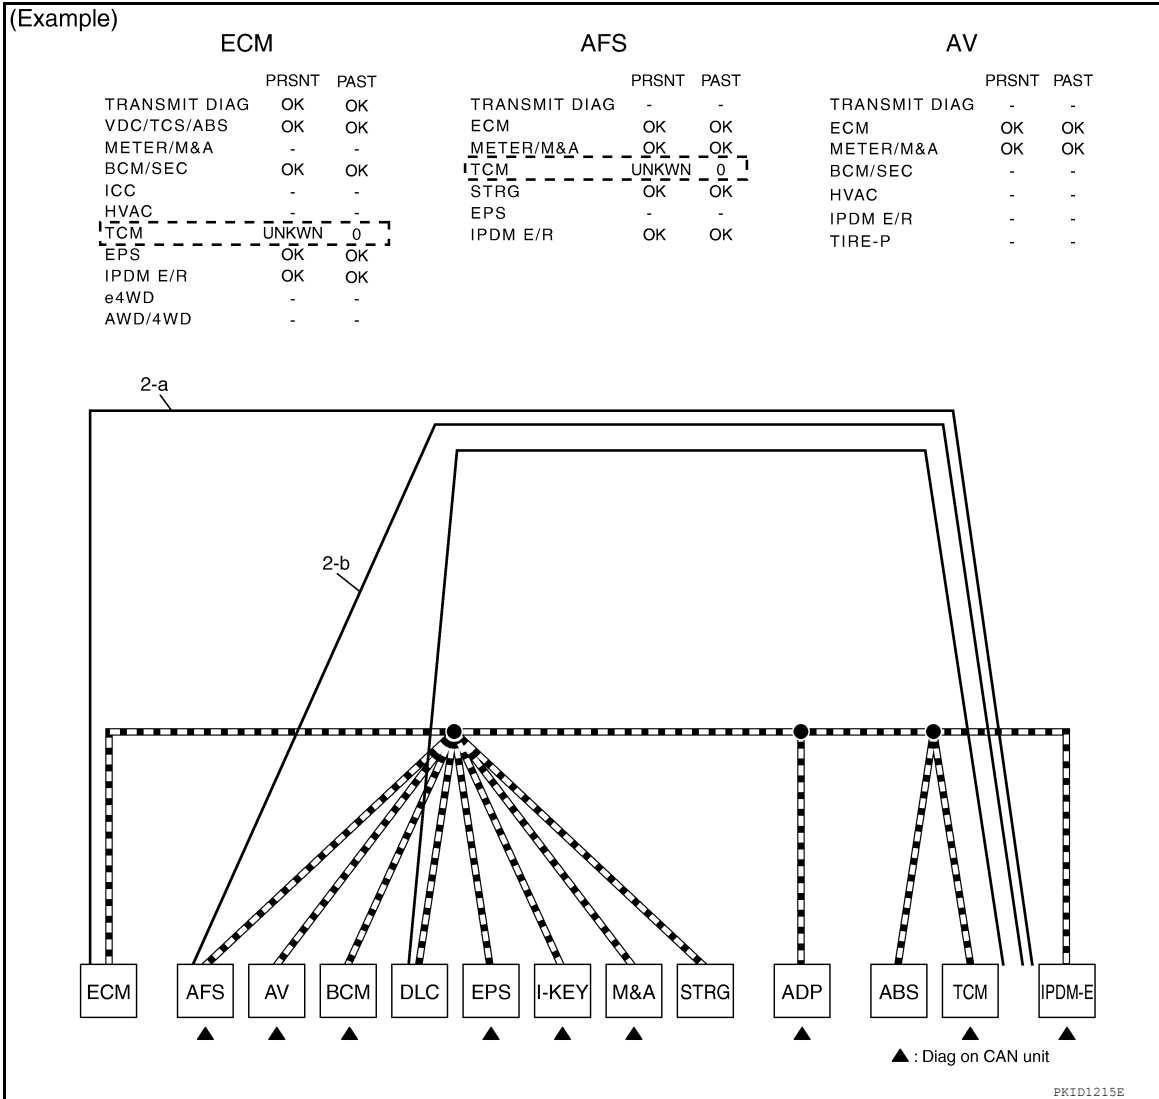 (Example)
ECM
PRSNT PAST
TRANSMIT DIAG OK OK
VDC/TCS/ABS OK OK
METER/M&A - -
BCM/SEC OK OK
ICC - -
HVAC - -
TCM UNKWN 0
EPS OK OK
IPDM E/R OK OK
e4WD - -
AWD/4WD - -
AFS
PRSNT PAST
TRANSMIT DIAG - -
ECM OK OK
METER/M&A OK OK
TCM UNKWN 0
STRG OK OK
EPS - -
IPDM E/R OK OK
AV
PRSNT PAST
TRANSMIT DIAG - -
ECM OK OK
METER/M&A OK OK
BCM/SEC - -
HVAC - -
IPDM E/R - -
TIRE-P - -
2-a
2-b
ECM AFS AV BCM DLC EPS I-KEY M&A STRG ADP ABS TCM IPDM-E
▲ : Diag on CAN unit
PKID1215E